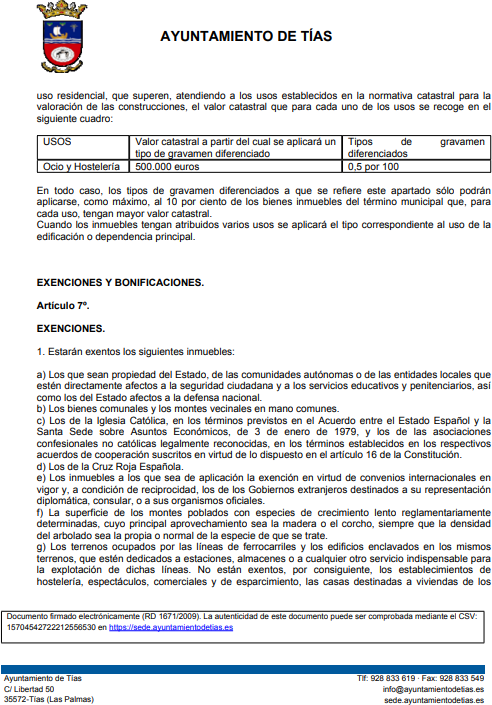 AYUNTAMIENTO DE TÍAS
uso residencial, que superen, atendiendo a los usos establecidos en la normativa catastral para la
valoración de las construcciones, el valor catastral que para cada uno de los usos se recoge en el
siguiente cuadro:
USOS
Valor catastral a partir del cual se aplicará un
tipo de gravamen diferenciado
Tipos de gravamen
diferenciados
Ocio y Hostelería
500.000 euros
0,5 por 100
En todo caso, los tipos de gravamen diferenciados a que se refiere este apartado sólo podrán
aplicarse, como máximo, al 10 por ciento de los bienes inmuebles del término municipal que, para
cada uso, tengan mayor valor catastral.
Cuando los inmuebles tengan atribuidos varios usos se aplicará el tipo correspondiente al uso de la
edificación o dependencia principal.
EXENCIONES Y BONIFICACIONES.
Artículo 7º.
EXENCIONES.
1. Estarán exentos los siguientes inmuebles:
a) Los que sean propiedad del Estado, de las comunidades autónomas o de las entidades locales que
estén directamente afectos a la seguridad ciudadana y a los servicios educativos y penitenciarios, así
como los del Estado afectos a la defensa nacional.
b) Los bienes comunales y los montes vecinales en mano comunes.
c) Los de la Iglesia Católica, en los términos previstos en el Acuerdo entre el Estado Español y la
Santa Sede sobre Asuntos Económicos, de 3 de enero de 1979, y los de las asociaciones
confesionales no católicas legalmente reconocidas, en los términos establecidos en los respectivos
acuerdos de cooperación suscritos en virtud de lo dispuesto en el artículo 16 de la Constitución.
d) Los de la Cruz Roja Española.
e) Los inmuebles a los que sea de aplicación la exención en virtud de convenios internacionales en
vigor y, a condición de reciprocidad, los de los Gobiernos extranjeros destinados a su representación
diplomática, consular, o a sus organismos oficiales.
f) La superficie de los montes poblados con especies de crecimiento lento reglamentariamente
determinadas, cuyo principal aprovechamiento sea la madera o el corcho, siempre que la densidad
del arbolado sea la propia o normal de la especie de que se trate.
g) Los terrenos ocupados por las líneas de ferrocarriles y los edificios enclavados en los mismos
terrenos, que estén dedicados a estaciones, almacenes o a cualquier otro servicio indispensable para
la explotación de dichas líneas. No están exentos, por consiguiente, los establecimientos de
hostelería, espectáculos, comerciales y de esparcimiento, las casas destinadas a viviendas de los
Documento firmado electrónicamente (RD 1671/2009). La autenticidad de este documento puede ser comprobada mediante el CSV:
15704542722212556530 en https://sede.ayuntamientodetias.es
Ayuntamiento de Tías
C/ Libertad 50
35572-Tías (Las Palmas)
Tlf: 928 833 619 · Fax: 928 833 549
info@ayuntamientodetias.es
sede.ayuntamientodetias.es